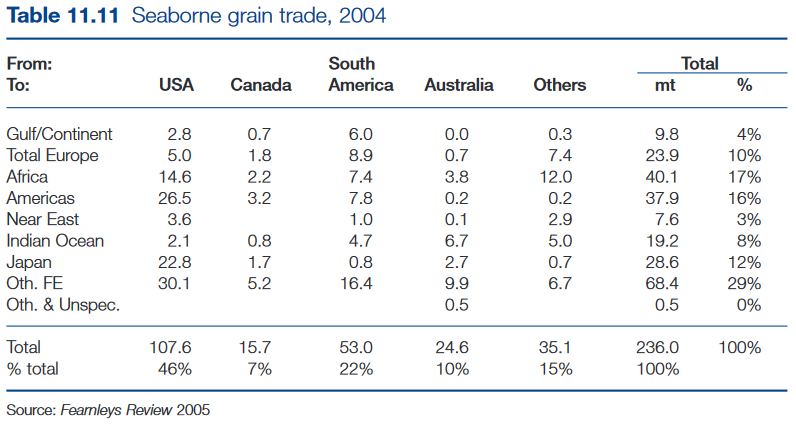 Table 11.11 Seaborne grain trade, 2004
From: South Total
To: USA Canada America Australia Others mt %
Gulf/Continent 2.8 0.7 6.0 0.0 0.3 9.8 4%
Total Europe 5.0 1.8 8.9 0.7 7.4 23.9 10%
Africa 14.6 2.2 7.4 3.8 12.0 40.1 17%
Americas 26.5 3.2 7.8 0.2 0.2 37.9 16%
Near East 3.6 1.0 0.1 2.9 7.6 3%
Indian Ocean 2.1 0.8 4.7 6.7 5.0 19.2 8%
Japan 22.8 1.7 0.8 2.7 0.7 28.6 12%
Oth. FE 30.1 5.2 16.4 9.9 6.7 68.4 29%
Oth. & Unspec. 0.5 0.5 0%
Total 107.6 15.7 53.0 24.6 35.1 236.0 100%
% total 46% 7% 22% 10% 15% 100%
Source: Fearnleys Review 2005